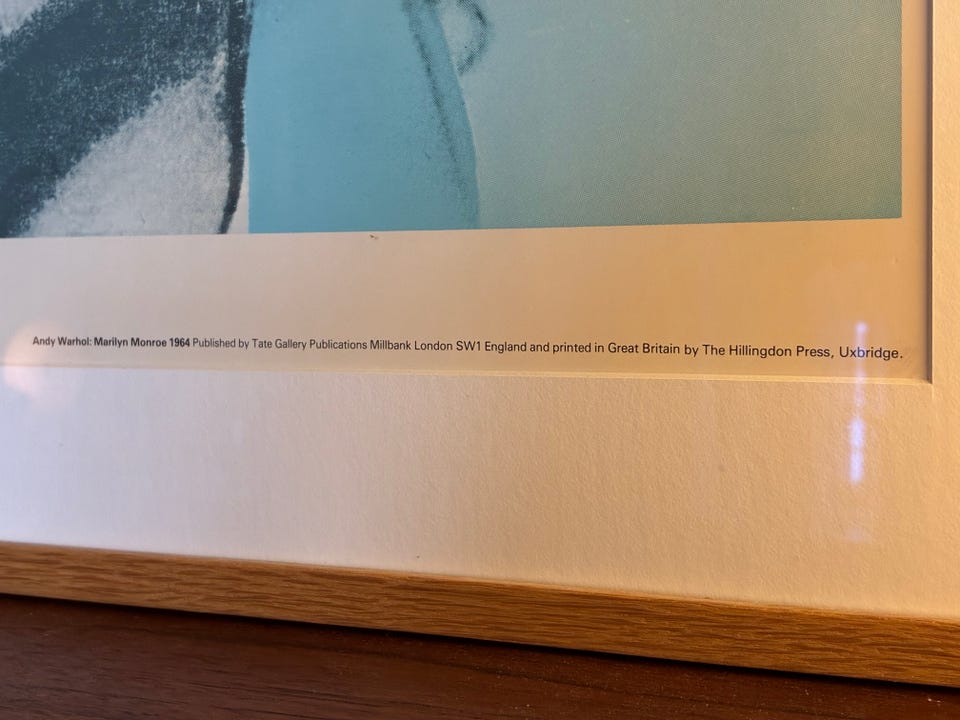 Andy Warhol: Marilyn Monroe 1964 Published by Tate Gallery Publications Millbank London SW1 England and printed in Great Britain by The Hillingdon Press, Uxbridge.